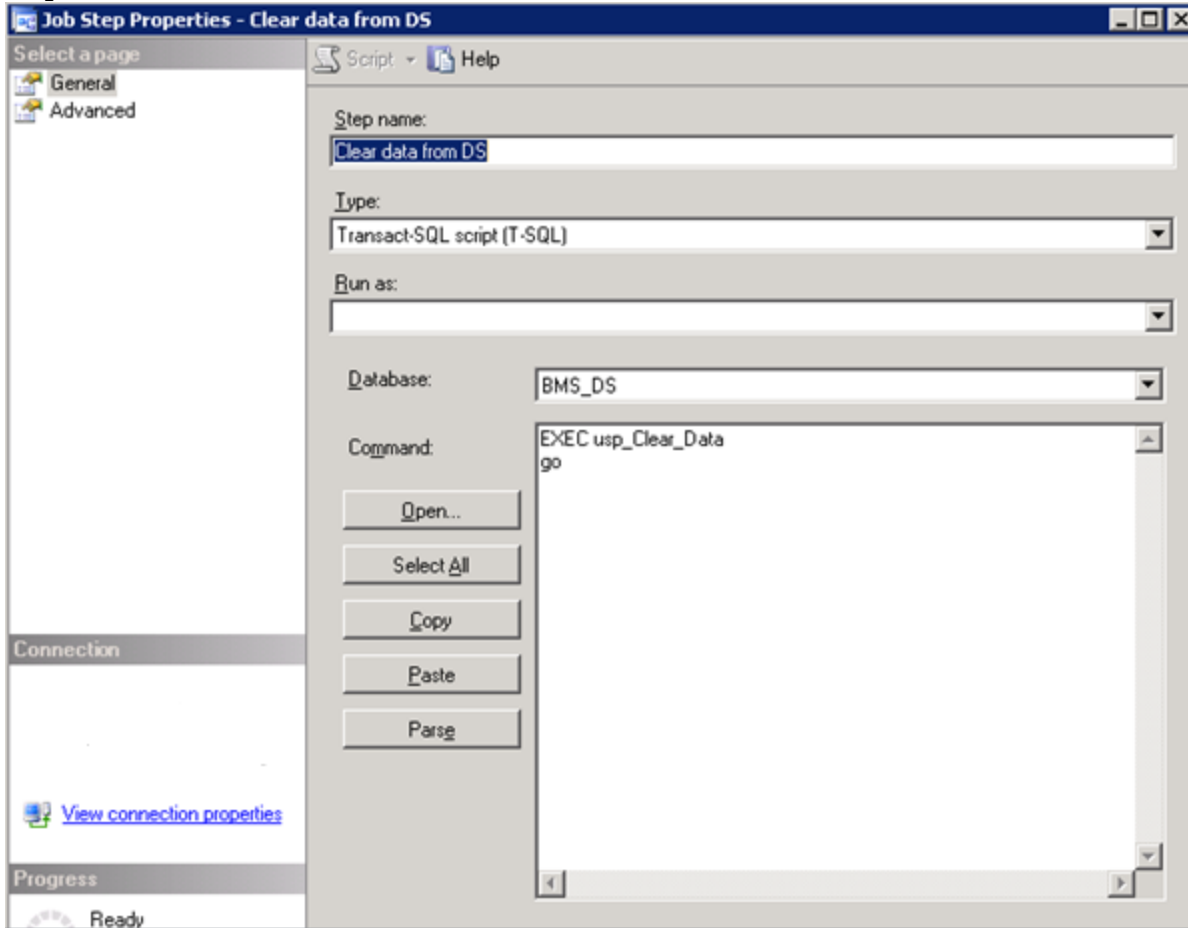 Job Step Properties - Clear data from DS
Select a page
General
Advanced
Script
Help
Step name:
Clear data from DS
Type:
Transact-SQL script (T-SQL)
Run as:
Database:
BMS_DS
Command:
EXEC usp_Clear_Data
go
Open...
Select All
Copy
Paste
Parse
Connection
View connection properties
Progress
Ready